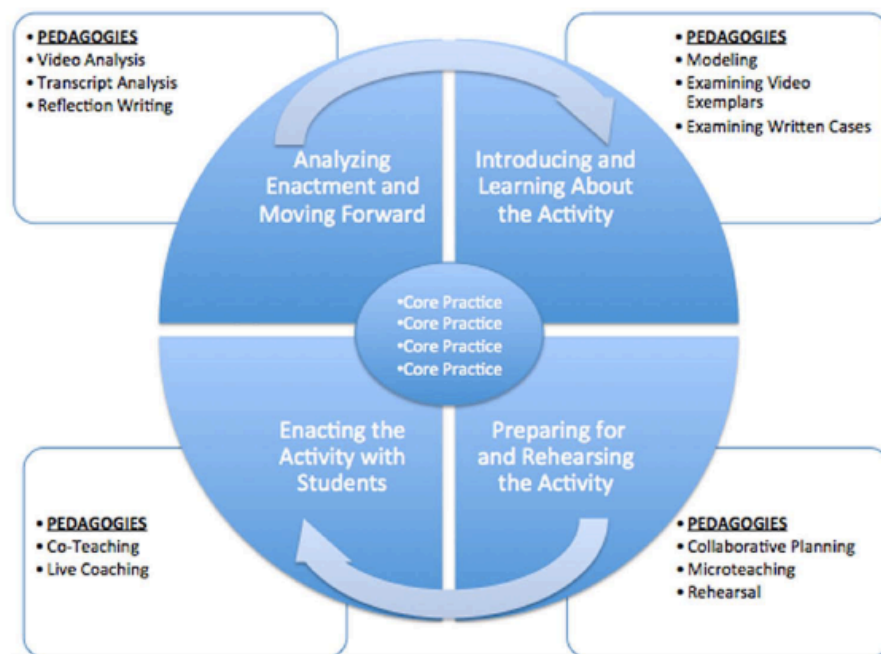 • PEDAGOGIES
• Video Analysis
• Transcript Analysis
• Reflection Writing
• PEDAGOGIES
• Modeling
• Examining Video
Exemplars
• Examining Written Cases
Analyzing
Enactment and
Moving Forward
Introducing and
Learning About
the Activity
•Core Practice
•Core Practice
•Core Practice
•Core Practice
Enacting the
Activity with
Students
Preparing for
and Rehearsing
the Activity
• PEDAGOGIES
• Co-Teaching
• Live Coaching
• PEDAGOGIES
• Collaborative Planning
• Microteaching
• Rehearsal